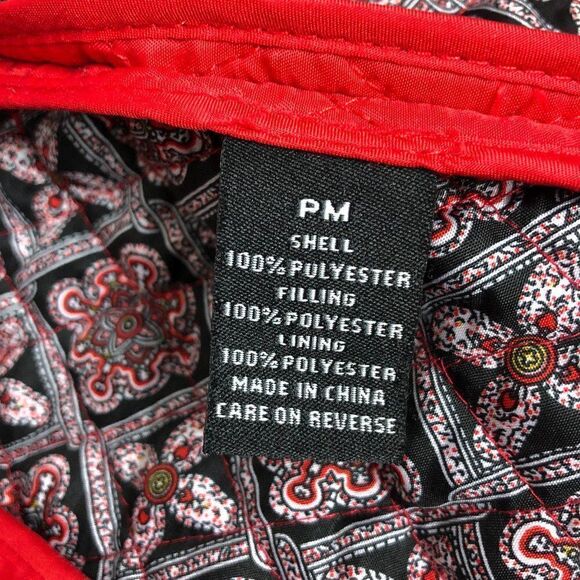 PM
SHELL
100% POLYESTER
FILLING
100% POLYESTER
LINING
100% POLYESTER
MADE IN CHINA
CARE ON REVERSE